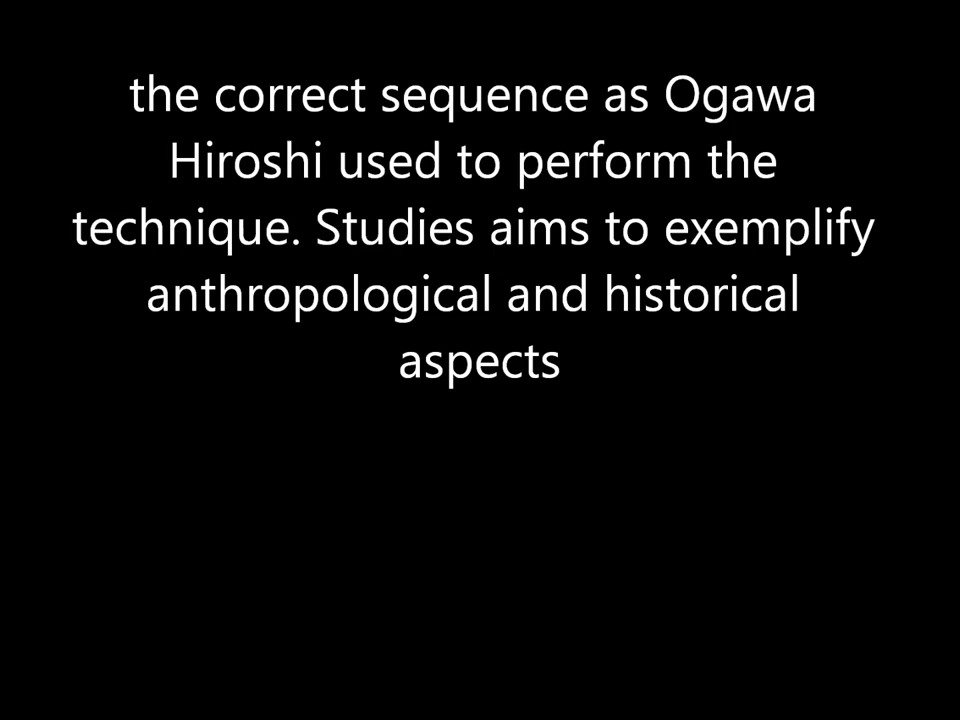 the correct sequence as Ogawa
Hiroshi used to perform the
technique. Studies aims to exemplify
anthropological and historical
aspects